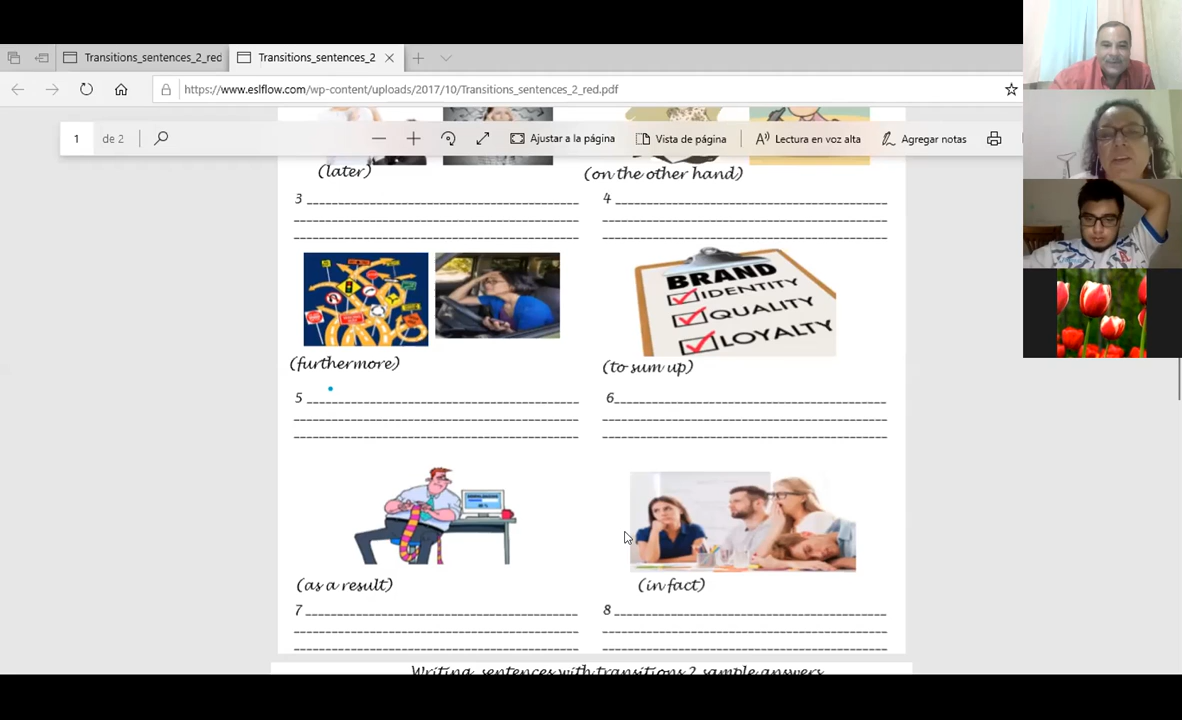 Transitions_sentences_2_red
Transitions_sentences_2
https://www.eslflow.com/wp-content/uploads/2017/10/Transitions_sentences_2_red.pdf
1 de 2
Ajustar a la página
Vista de página
Lectura en voz alta
Agregar notas
(later)
(on the other hand)
3
4
BRAND
IDENTITY
QUALITY
LOYALTY
(furthermore)
(to sum up)
5
6
(as a result)
(in fact)
7
8
Writing sentences with transitions 2 sample answers